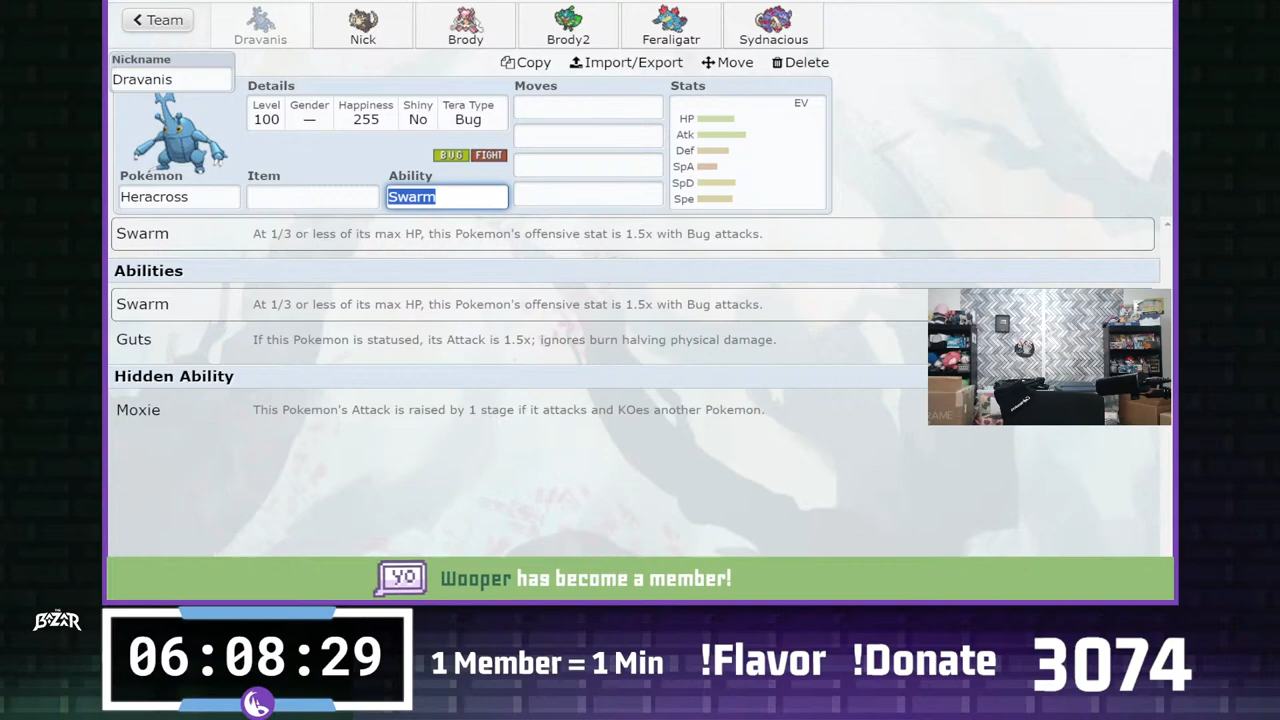 Team
Dravanis
Nick
Brody
Brody2
Feraligatr
Sydnacious
Nickname
Dravanis
Copy
Import/Export
Move
Delete
Details
Moves
Stats
Level
Gender
Happiness
Shiny
Tera Type
100
—
255
No
Bug
EV
HP
Atk
Def
SpA
SpD
Spe
BUG
FIGHT
Pokémon
Item
Ability
Heracross
Swarm
Swarm At 1/3 or less of its max HP, this Pokemon's offensive stat is 1.5x with Bug attacks.
Abilities
Swarm At 1/3 or less of its max HP, this Pokemon's offensive stat is 1.5x with Bug attacks.
Guts If this Pokemon is statused, its Attack is 1.5x; ignores burn halving physical damage.
Hidden Ability
Moxie This Pokemon's Attack is raised by 1 stage if it attacks and KOes another Pokemon.
YO
Wooper has become a member!
THE
BAZAAR
06:08:29
1 Member = 1 Min
!Flavor
!Donate
3074